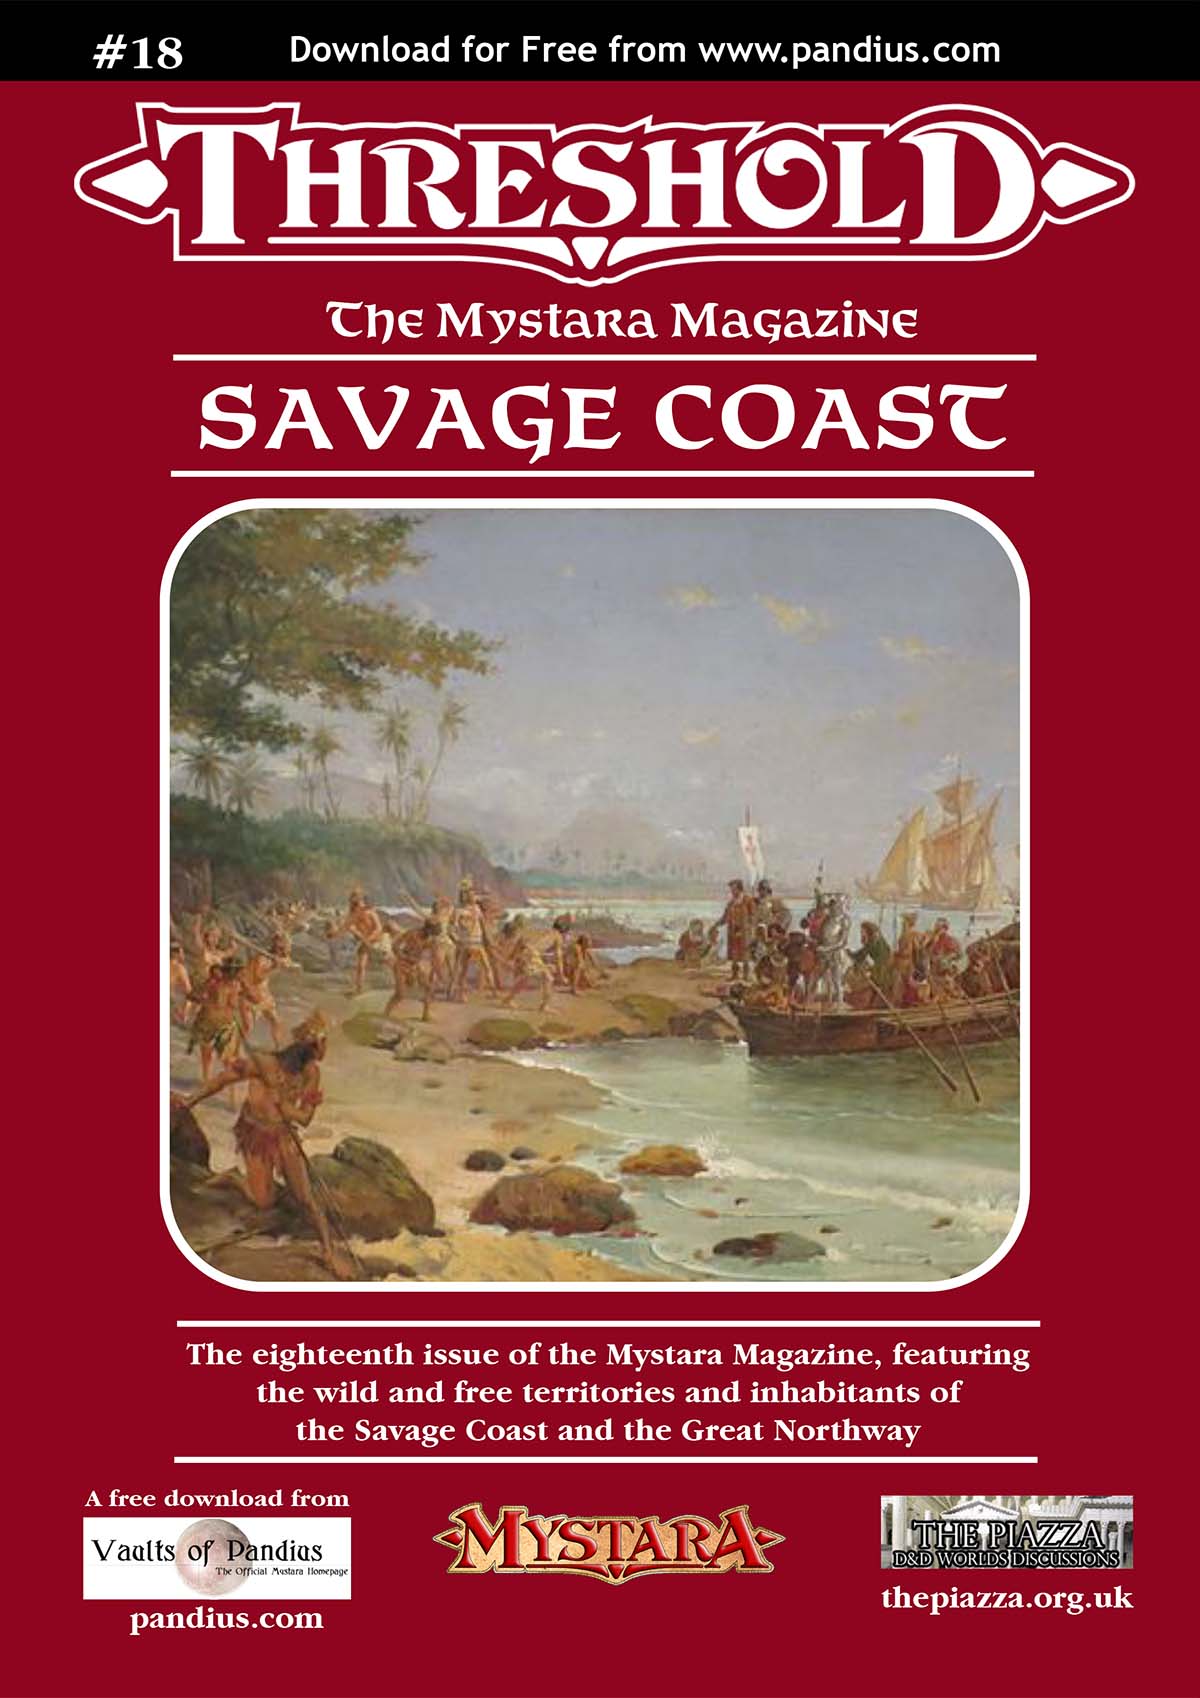 #18 Download for Free from www.pandius.com
THRESHOLD
The Mystara Magazine
SAVAGE COAST
The eighteenth issue of the Mystara Magazine, featuring
the wild and free territories and inhabitants of
the Savage Coast and the Great Northway
A free download from
Vaults of Pandius
The Official Mystara Homepage
pandius.com
MYSTARA
THE PIAZZA
D&D WORLDS DISCUSSIONS
thepiazza.org.uk